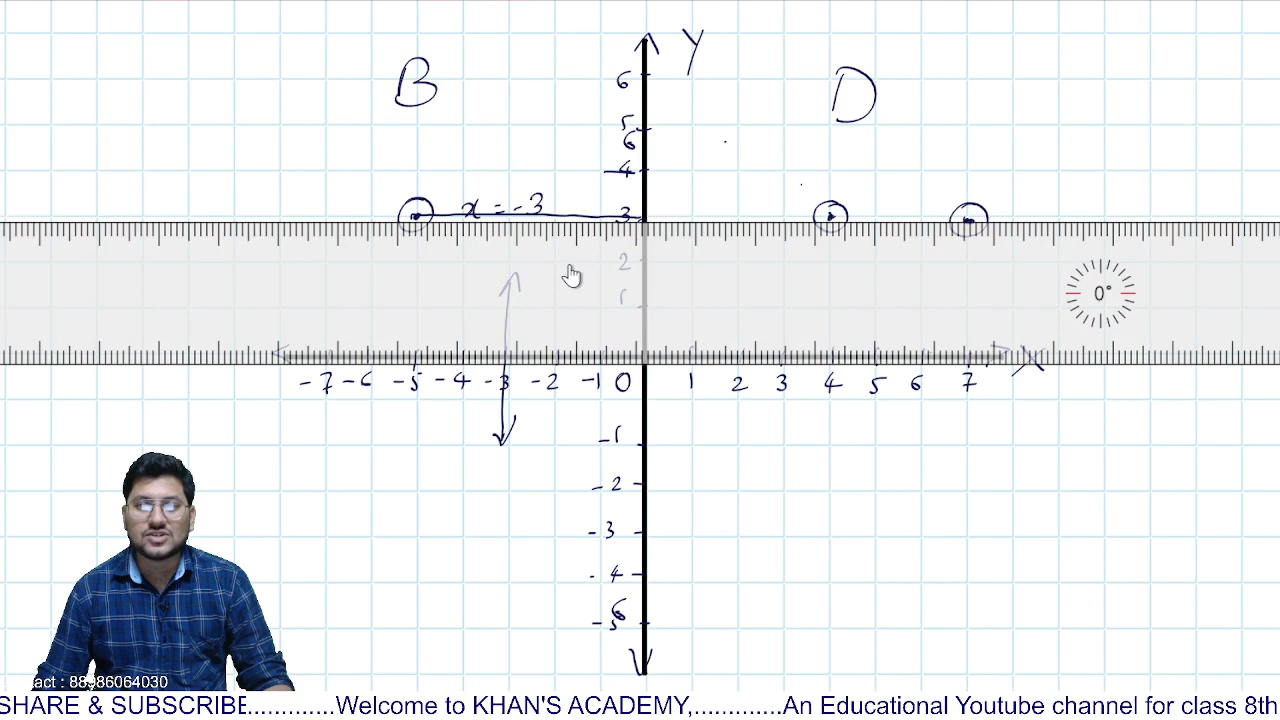 Y
B
D
6
5
6
4
x = -3
3
2
1
0°
X
-7 -6 -5 -4 -3 -2 -1 0 1 2 3 4 5 6 7
-1
-2
-3
-4
-5
act : 88986064030
SHARE & SUBSCRIBE.............Welcome to KHAN'S ACADEMY,.............An Educational Youtube channel for class 8th